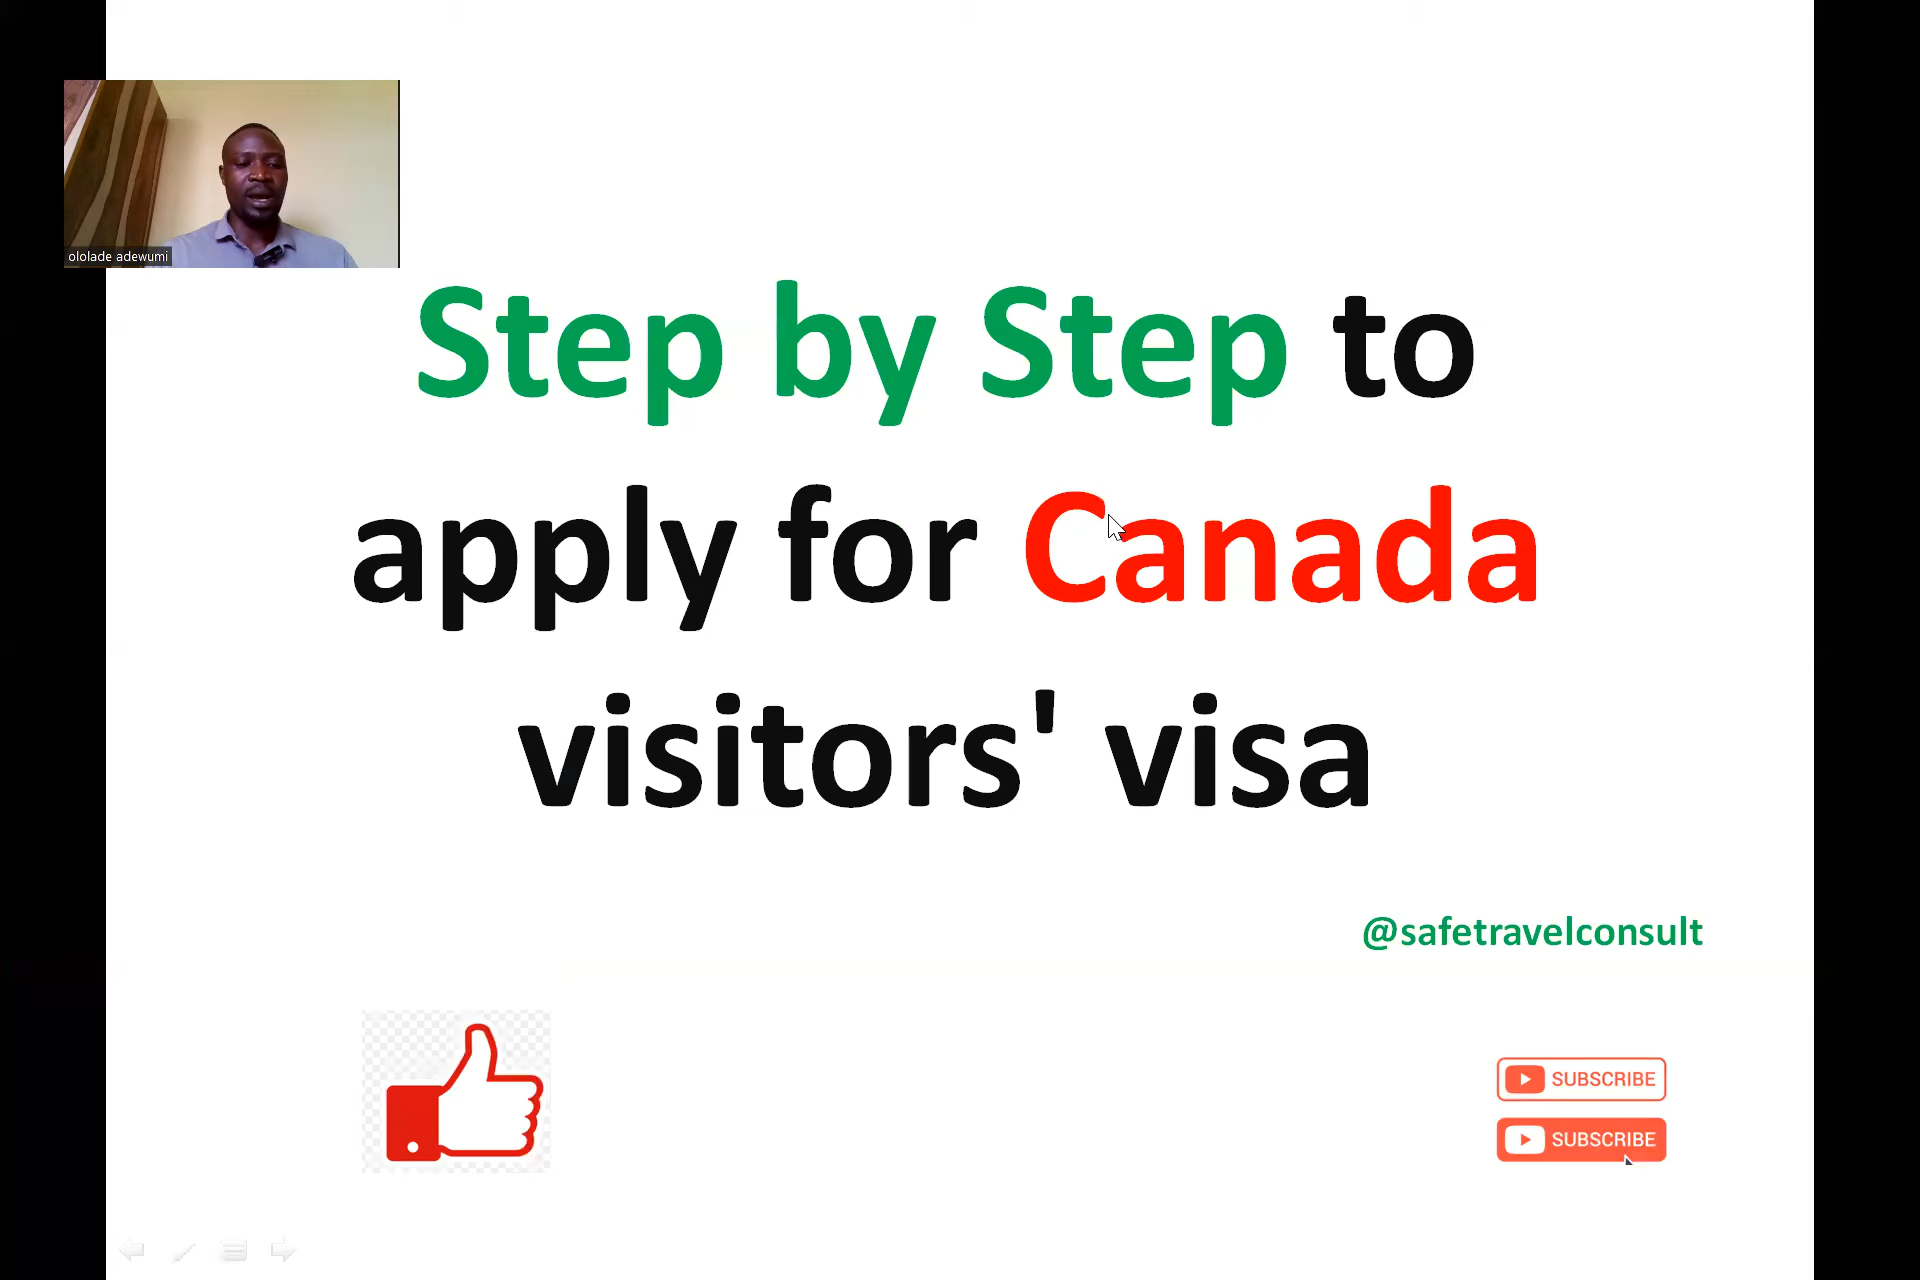 ololade adewumi
Step by Step to
apply for Canada
visitors' visa
@safetravelconsult
SUBSCRIBE
SUBSCRIBE